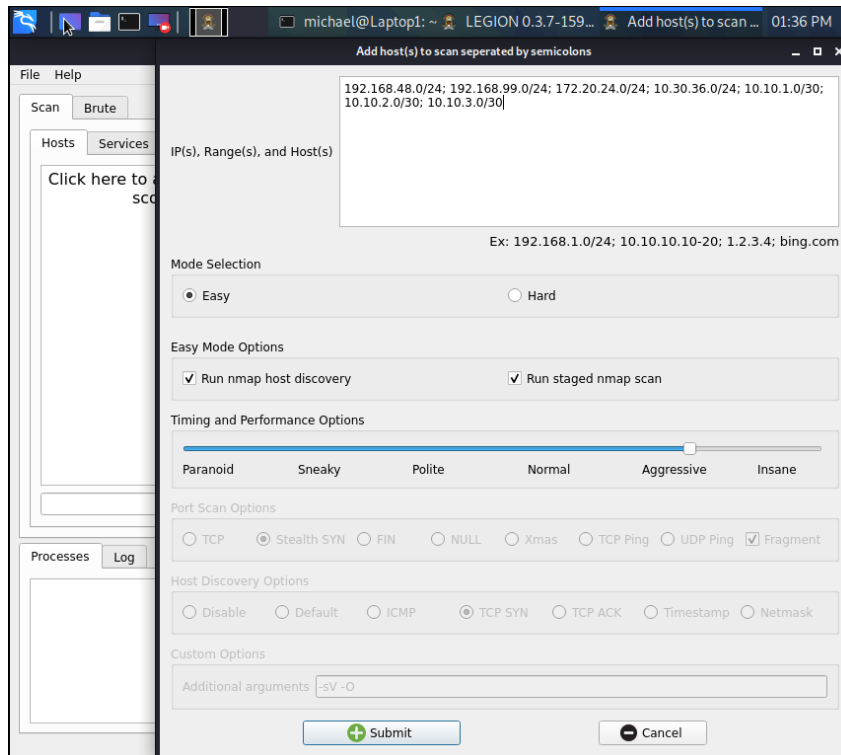 michael@Laptop1: ~ LEGION 0.3.7-159... Add host(s) to scan ... 01:36 PM
Add host(s) to scan seperated by semicolons
File Help
Scan Brute
Hosts Services
Click here to
IP(s), Range(s), and Host(s)
192.168.48.0/24; 192.168.99.0/24; 172.20.24.0/24; 10.30.36.0/24; 10.10.1.0/30;
10.10.2.0/30; 10.10.3.0/30
Ex: 192.168.1.0/24; 10.10.10.10-20; 1.2.3.4; bing.com
Mode Selection
Easy Hard
Easy Mode Options
Run nmap host discovery Run staged nmap scan
Timing and Performance Options
Paranoid Sneaky Polite Normal Aggressive Insane
Port Scan Options
TCP Stealth SYN FIN NULL Xmas TCP Ping UDP Ping Fragment
Processes Log
Host Discovery Options
Disable Default ICMP TCP SYN TCP ACK Timestamp Netmask
Custom Options
Additional arguments -sV -O
Submit Cancel